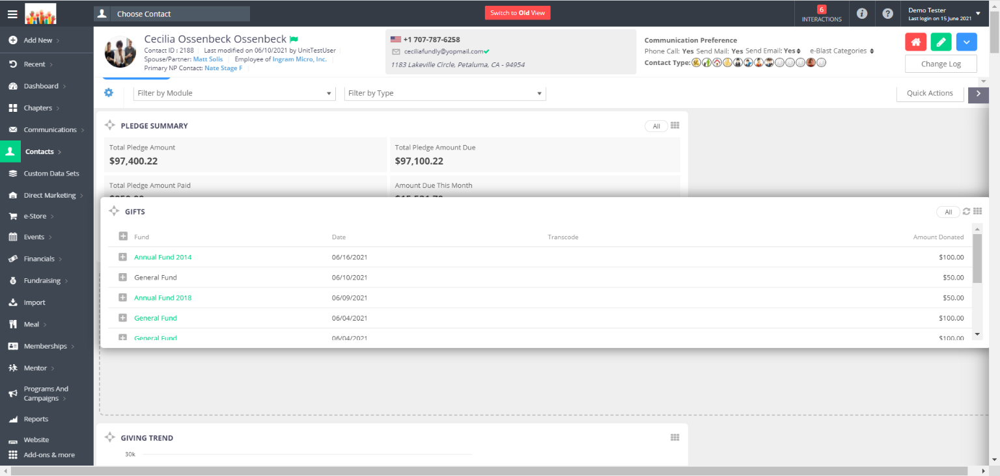 Choose Contact
Switch to Old View
6
INTERACTIONS
Demo Tester
Last login on 15 June 2021
Add New
Recent
Dashboard
Chapters
Communications
Contacts
Custom Data Sets
Direct Marketing
e-Store
Events
Financials
Fundraising
Import
Meal
Memberships
Mentor
Programs And
Campaigns
Reports
Website
Add-ons & more
Cecilia Ossenbeck Ossenbeck
Contact ID : 2188 | Last modified on 06/10/2021 by UnitTestUser
Spouse/Partner: Matt Solis | Employee of Ingram Micro, Inc.
Primary NP Contact: Nate Stage F
+1 707-787-6258
ceciliafundly@yopmail.com
1183 Lakeville Circle, Petaluma, CA - 94954
Communication Preference
Phone Call: Yes Send Mail: Yes Send Email: Yes e-Blast Categories
Contact Type:
Change Log
Filter by Module
Filter by Type
Quick Actions
PLEDGE SUMMARY
All
Total Pledge Amount
$97,400.22
Total Pledge Amount Due
$97,100.22
Total Pledge Amount Paid
Amount Due This Month
GIFTS
All
Fund Date Transcode Amount Donated
Annual Fund 2014 06/16/2021 $100.00
General Fund 06/10/2021 $50.00
Annual Fund 2018 06/09/2021 $50.00
General Fund 06/04/2021 $100.00
General Fund 06/04/2021 $100.00
GIVING TREND
30k